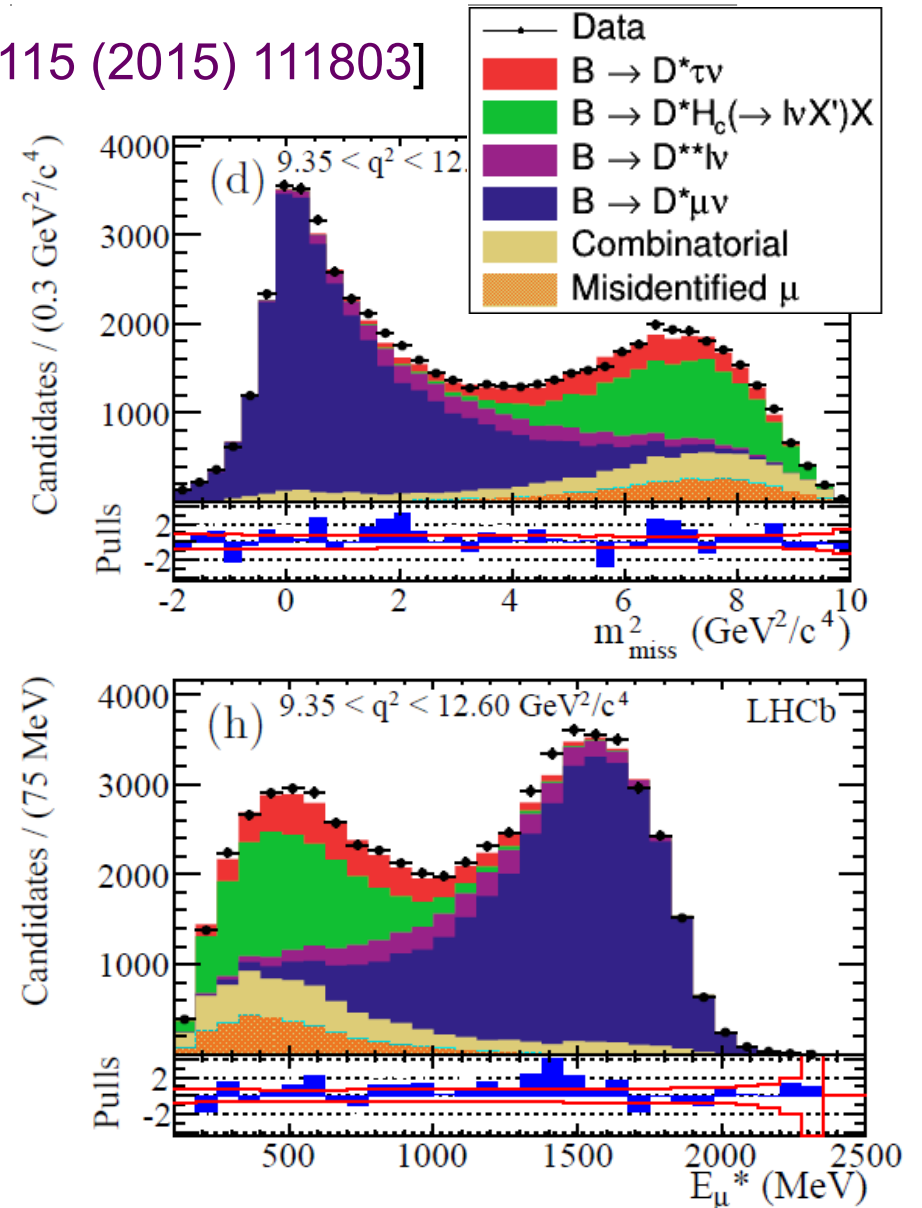 115 (2015) 111803]
Data
B → D*τν
B → D*H_c(→ lνX')X
B → D**lν
B → D*μν
Combinatorial
Misidentified μ
Candidates / (0.3 GeV²/c⁴)
4000
3000
2000
1000
(d) 9.35 < q² < 12.
Pulls
2
-2
-2 0 2 4 6 8 10
m²_miss (GeV²/c⁴)
Candidates / (75 MeV)
4000
3000
2000
1000
(h) 9.35 < q² < 12.60 GeV²/c⁴ LHCb
Pulls
2
-2
500 1000 1500 2000 2500
E_μ* (MeV)